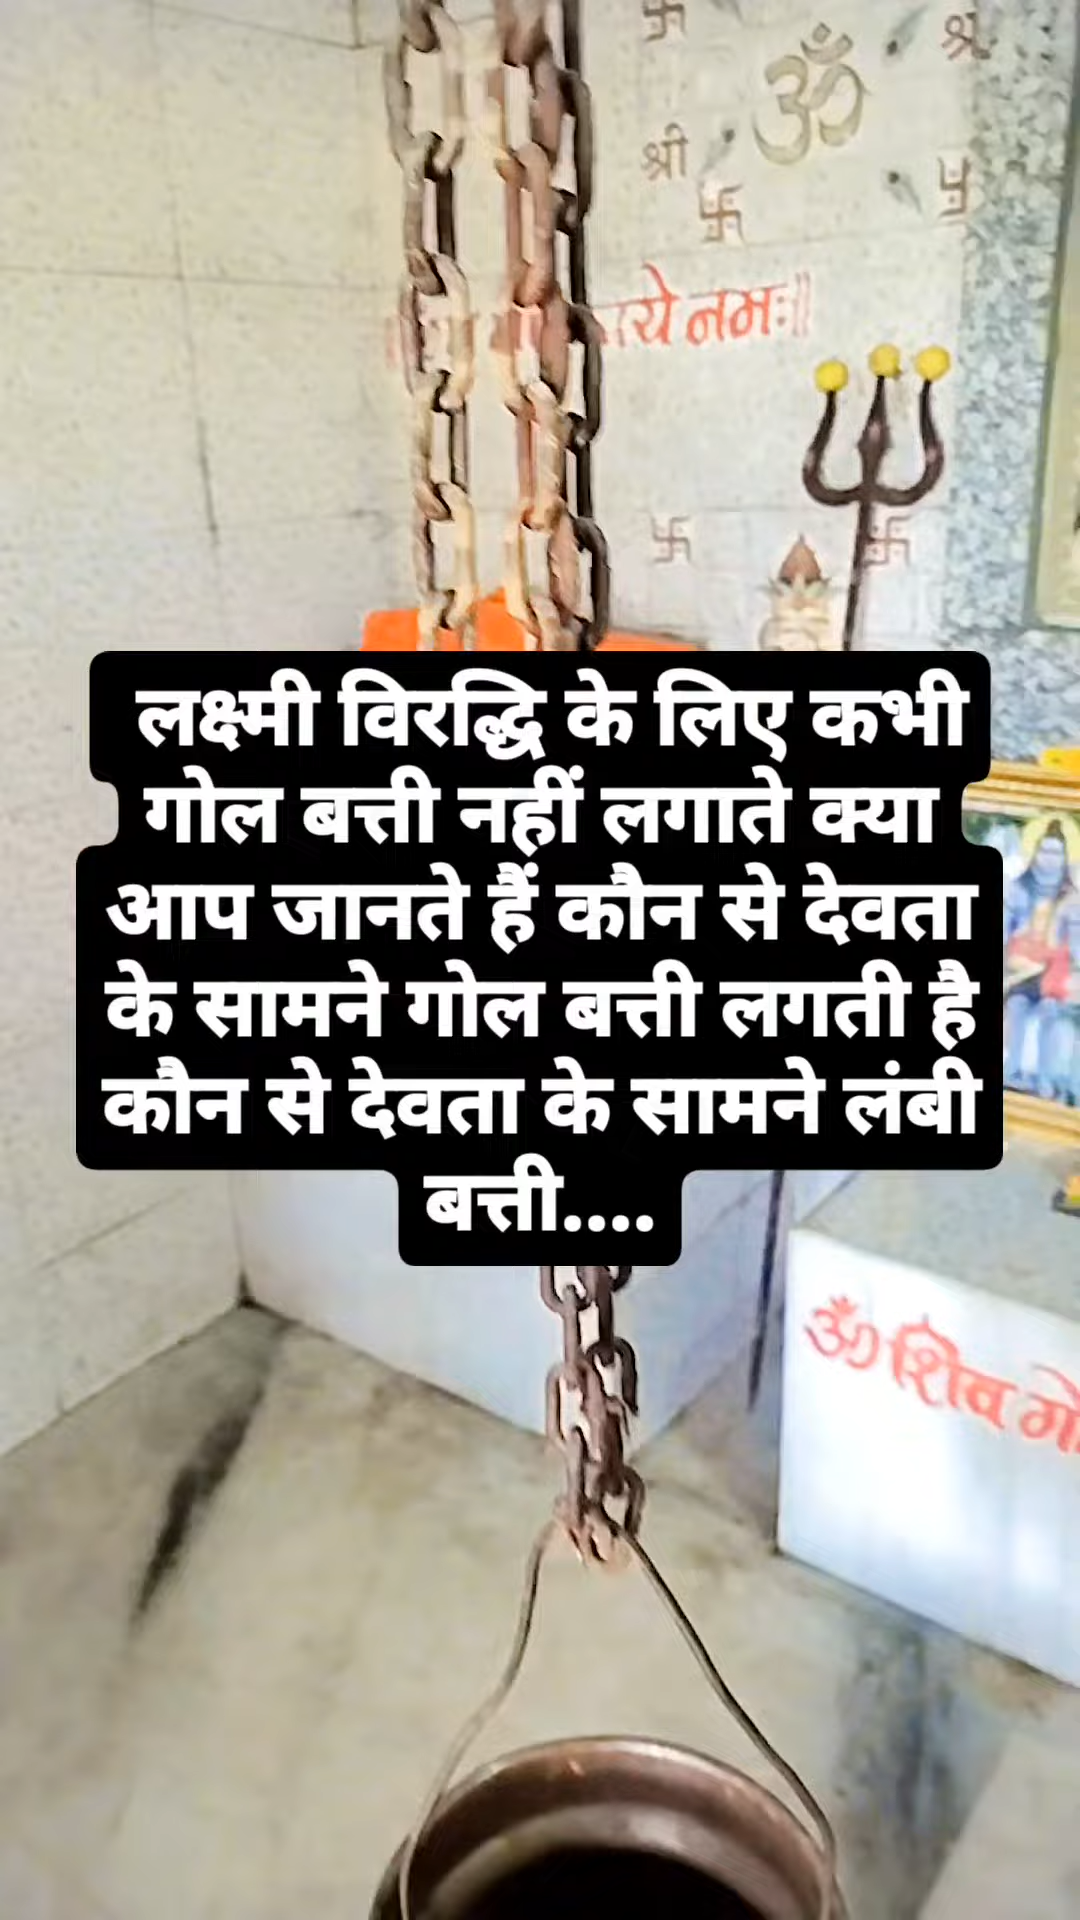 श्री
ॐ
श्री
ये नमः॥
लक्ष्मी विरद्धि के लिए कभी
गोल बत्ती नहीं लगाते क्या
आप जानते हैं कौन से देवता
के सामने गोल बत्ती लगती है
कौन से देवता के सामने लंबी
बत्ती....
ॐ शिव